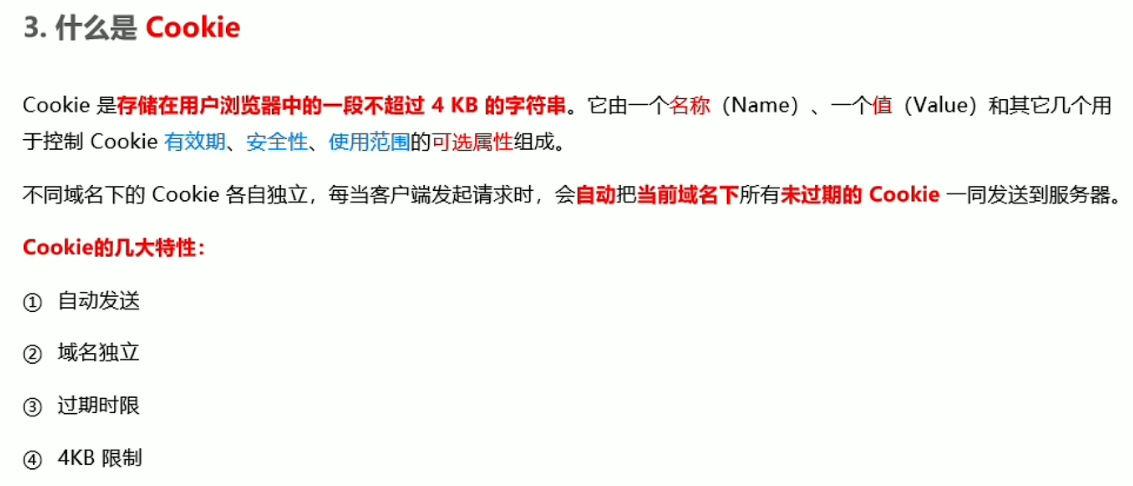 3. 什么是 Cookie
Cookie 是存储在用户浏览器中的一段不超过 4 KB 的字符串。它由一个名称（Name）、一个值（Value）和其它几个用
于控制 Cookie 有效期、安全性、使用范围的可选属性组成。
不同域名下的 Cookie 各自独立，每当客户端发起请求时，会自动把当前域名下所有未过期的 Cookie 一同发送到服务器。
Cookie的几大特性：
① 自动发送
② 域名独立
③ 过期时限
④ 4KB 限制